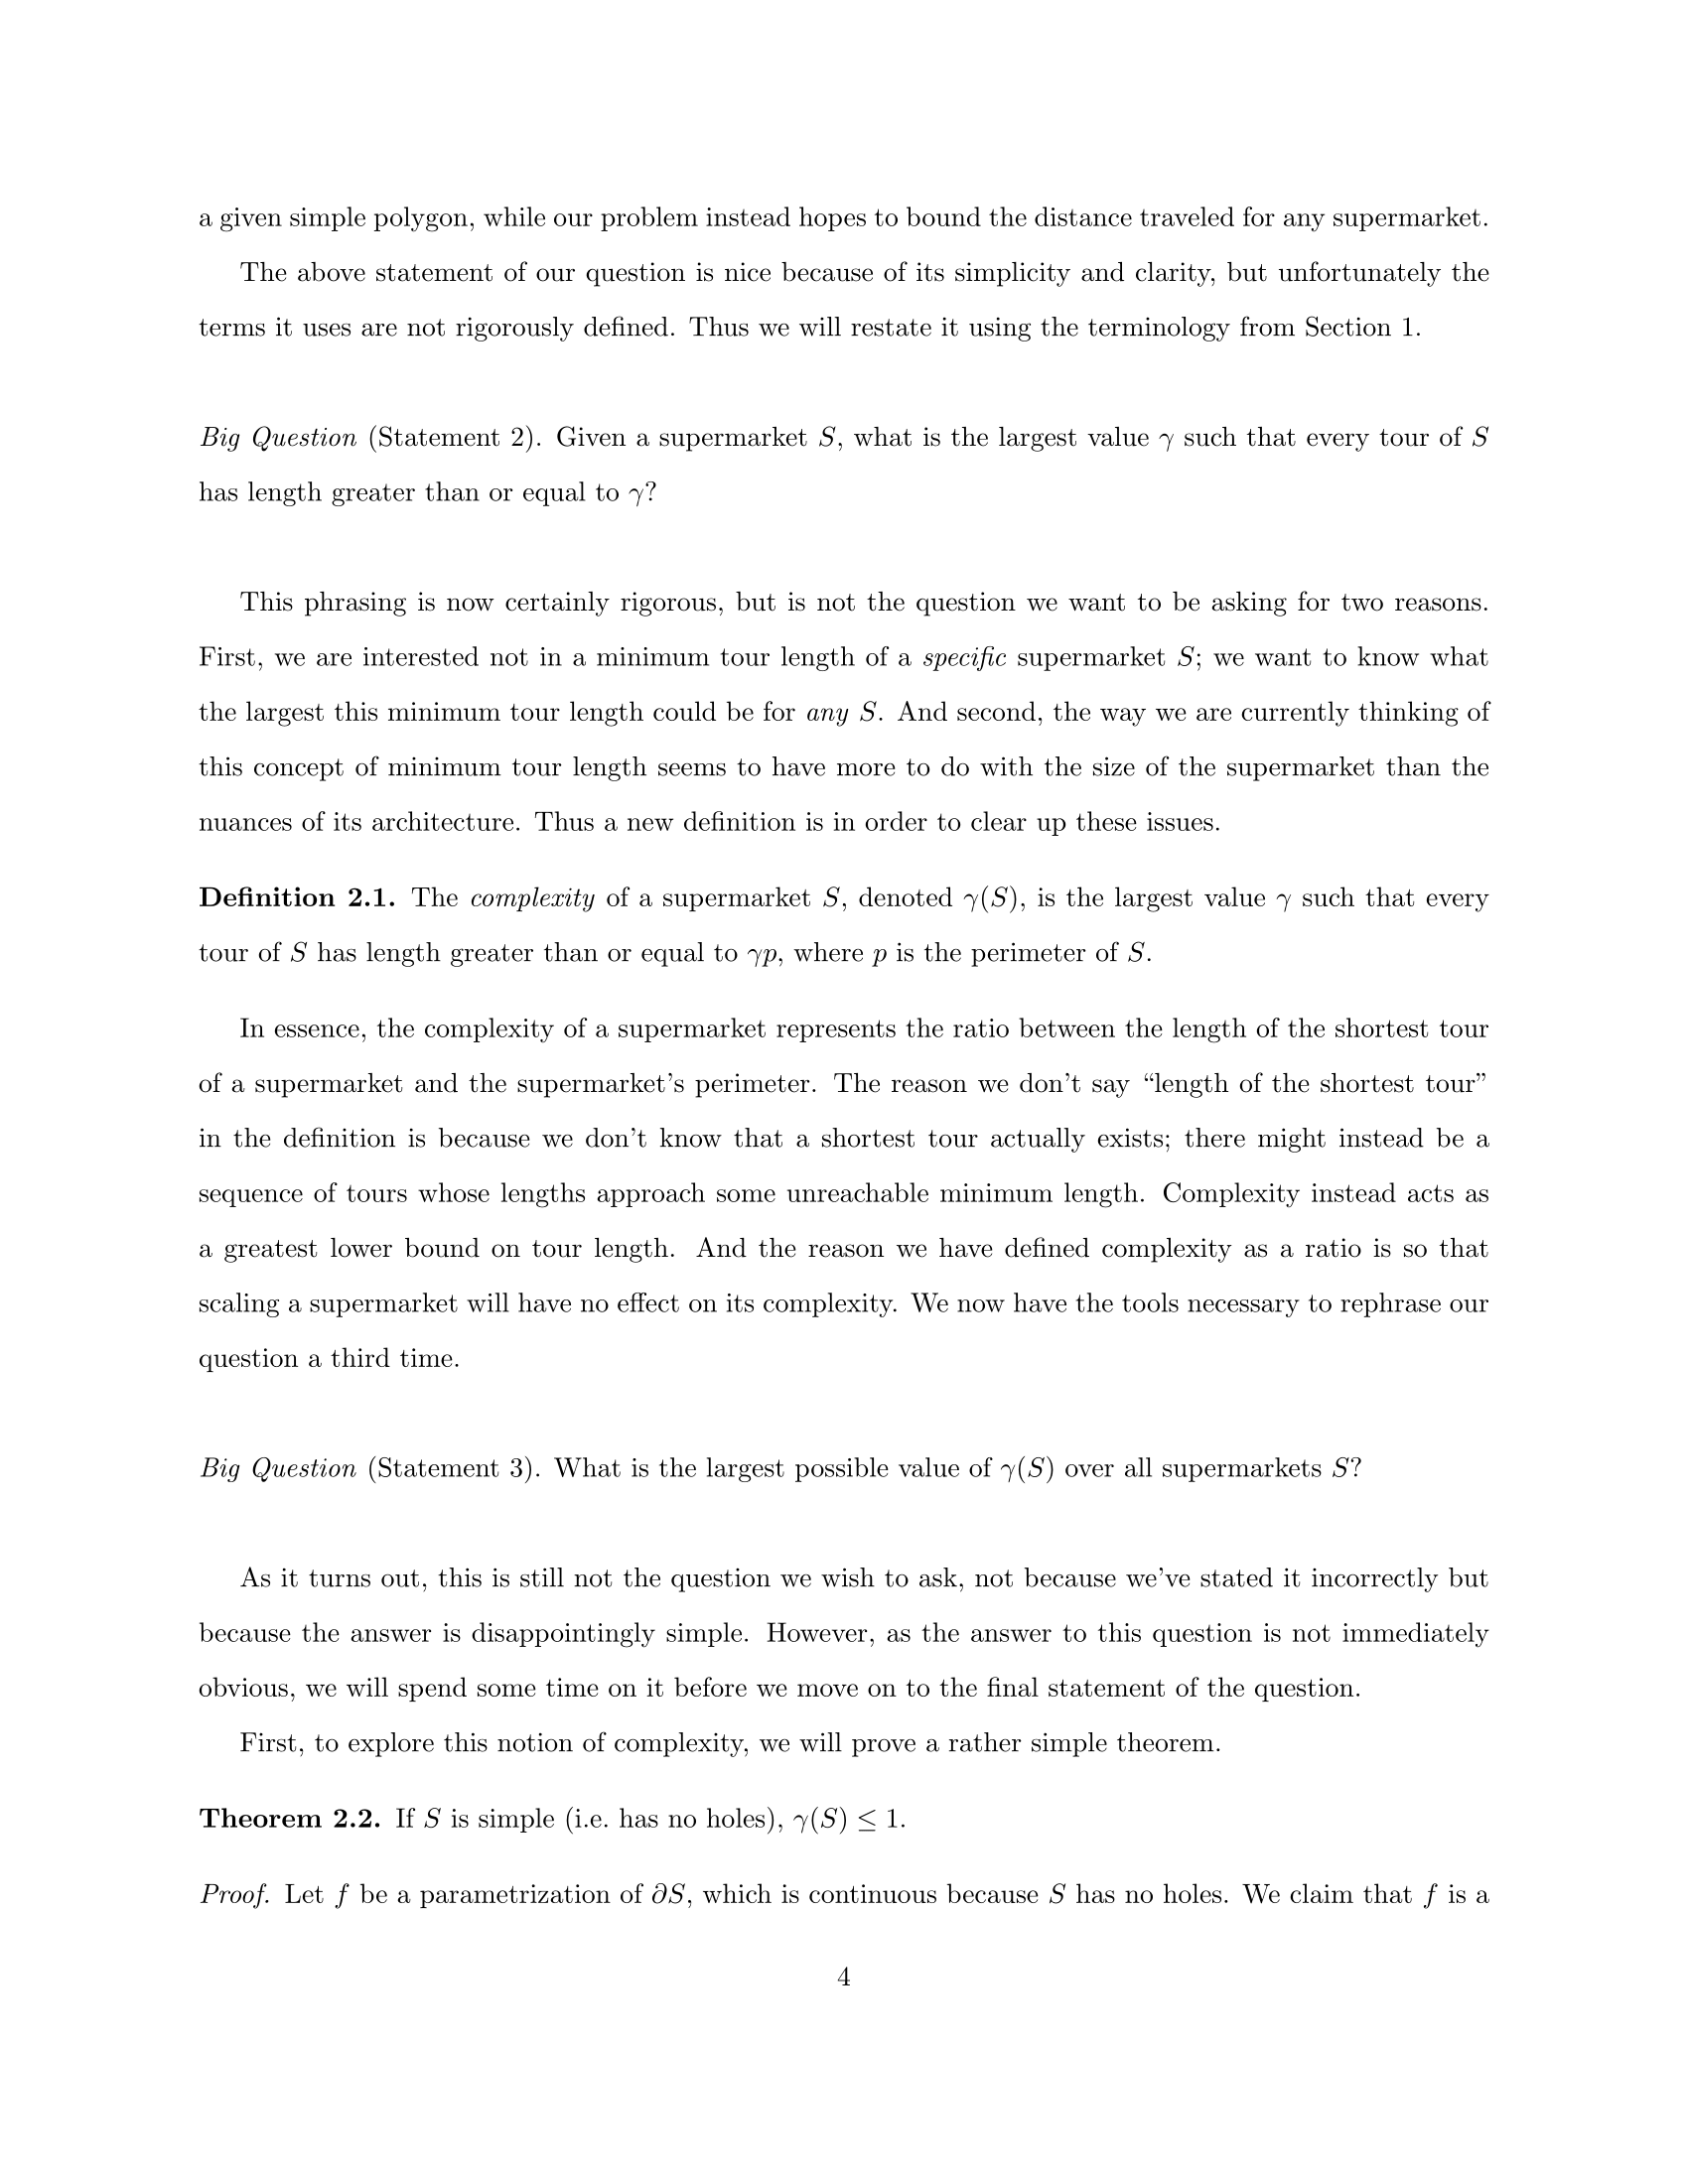 a given simple polygon, while our problem instead hopes to bound the distance traveled for any supermarket.
The above statement of our question is nice because of its simplicity and clarity, but unfortunately the
terms it uses are not rigorously defined. Thus we will restate it using the terminology from Section 1.
Big Question (Statement 2). Given a supermarket S, what is the largest value γ such that every tour of S
has length greater than or equal to γ?
This phrasing is now certainly rigorous, but is not the question we want to be asking for two reasons.
First, we are interested not in a minimum tour length of a specific supermarket S; we want to know what
the largest this minimum tour length could be for any S. And second, the way we are currently thinking of
this concept of minimum tour length seems to have more to do with the size of the supermarket than the
nuances of its architecture. Thus a new definition is in order to clear up these issues.
Definition 2.1. The complexity of a supermarket S, denoted γ(S), is the largest value γ such that every
tour of S has length greater than or equal to γp, where p is the perimeter of S.
In essence, the complexity of a supermarket represents the ratio between the length of the shortest tour
of a supermarket and the supermarket's perimeter. The reason we don't say “length of the shortest tour”
in the definition is because we don't know that a shortest tour actually exists; there might instead be a
sequence of tours whose lengths approach some unreachable minimum length. Complexity instead acts as
a greatest lower bound on tour length. And the reason we have defined complexity as a ratio is so that
scaling a supermarket will have no effect on its complexity. We now have the tools necessary to rephrase our
question a third time.
Big Question (Statement 3). What is the largest possible value of γ(S) over all supermarkets S?
As it turns out, this is still not the question we wish to ask, not because we've stated it incorrectly but
because the answer is disappointingly simple. However, as the answer to this question is not immediately
obvious, we will spend some time on it before we move on to the final statement of the question.
First, to explore this notion of complexity, we will prove a rather simple theorem.
Theorem 2.2. If S is simple (i.e. has no holes), γ(S) ≤ 1.
Proof. Let f be a parametrization of ∂S, which is continuous because S has no holes. We claim that f is a
4